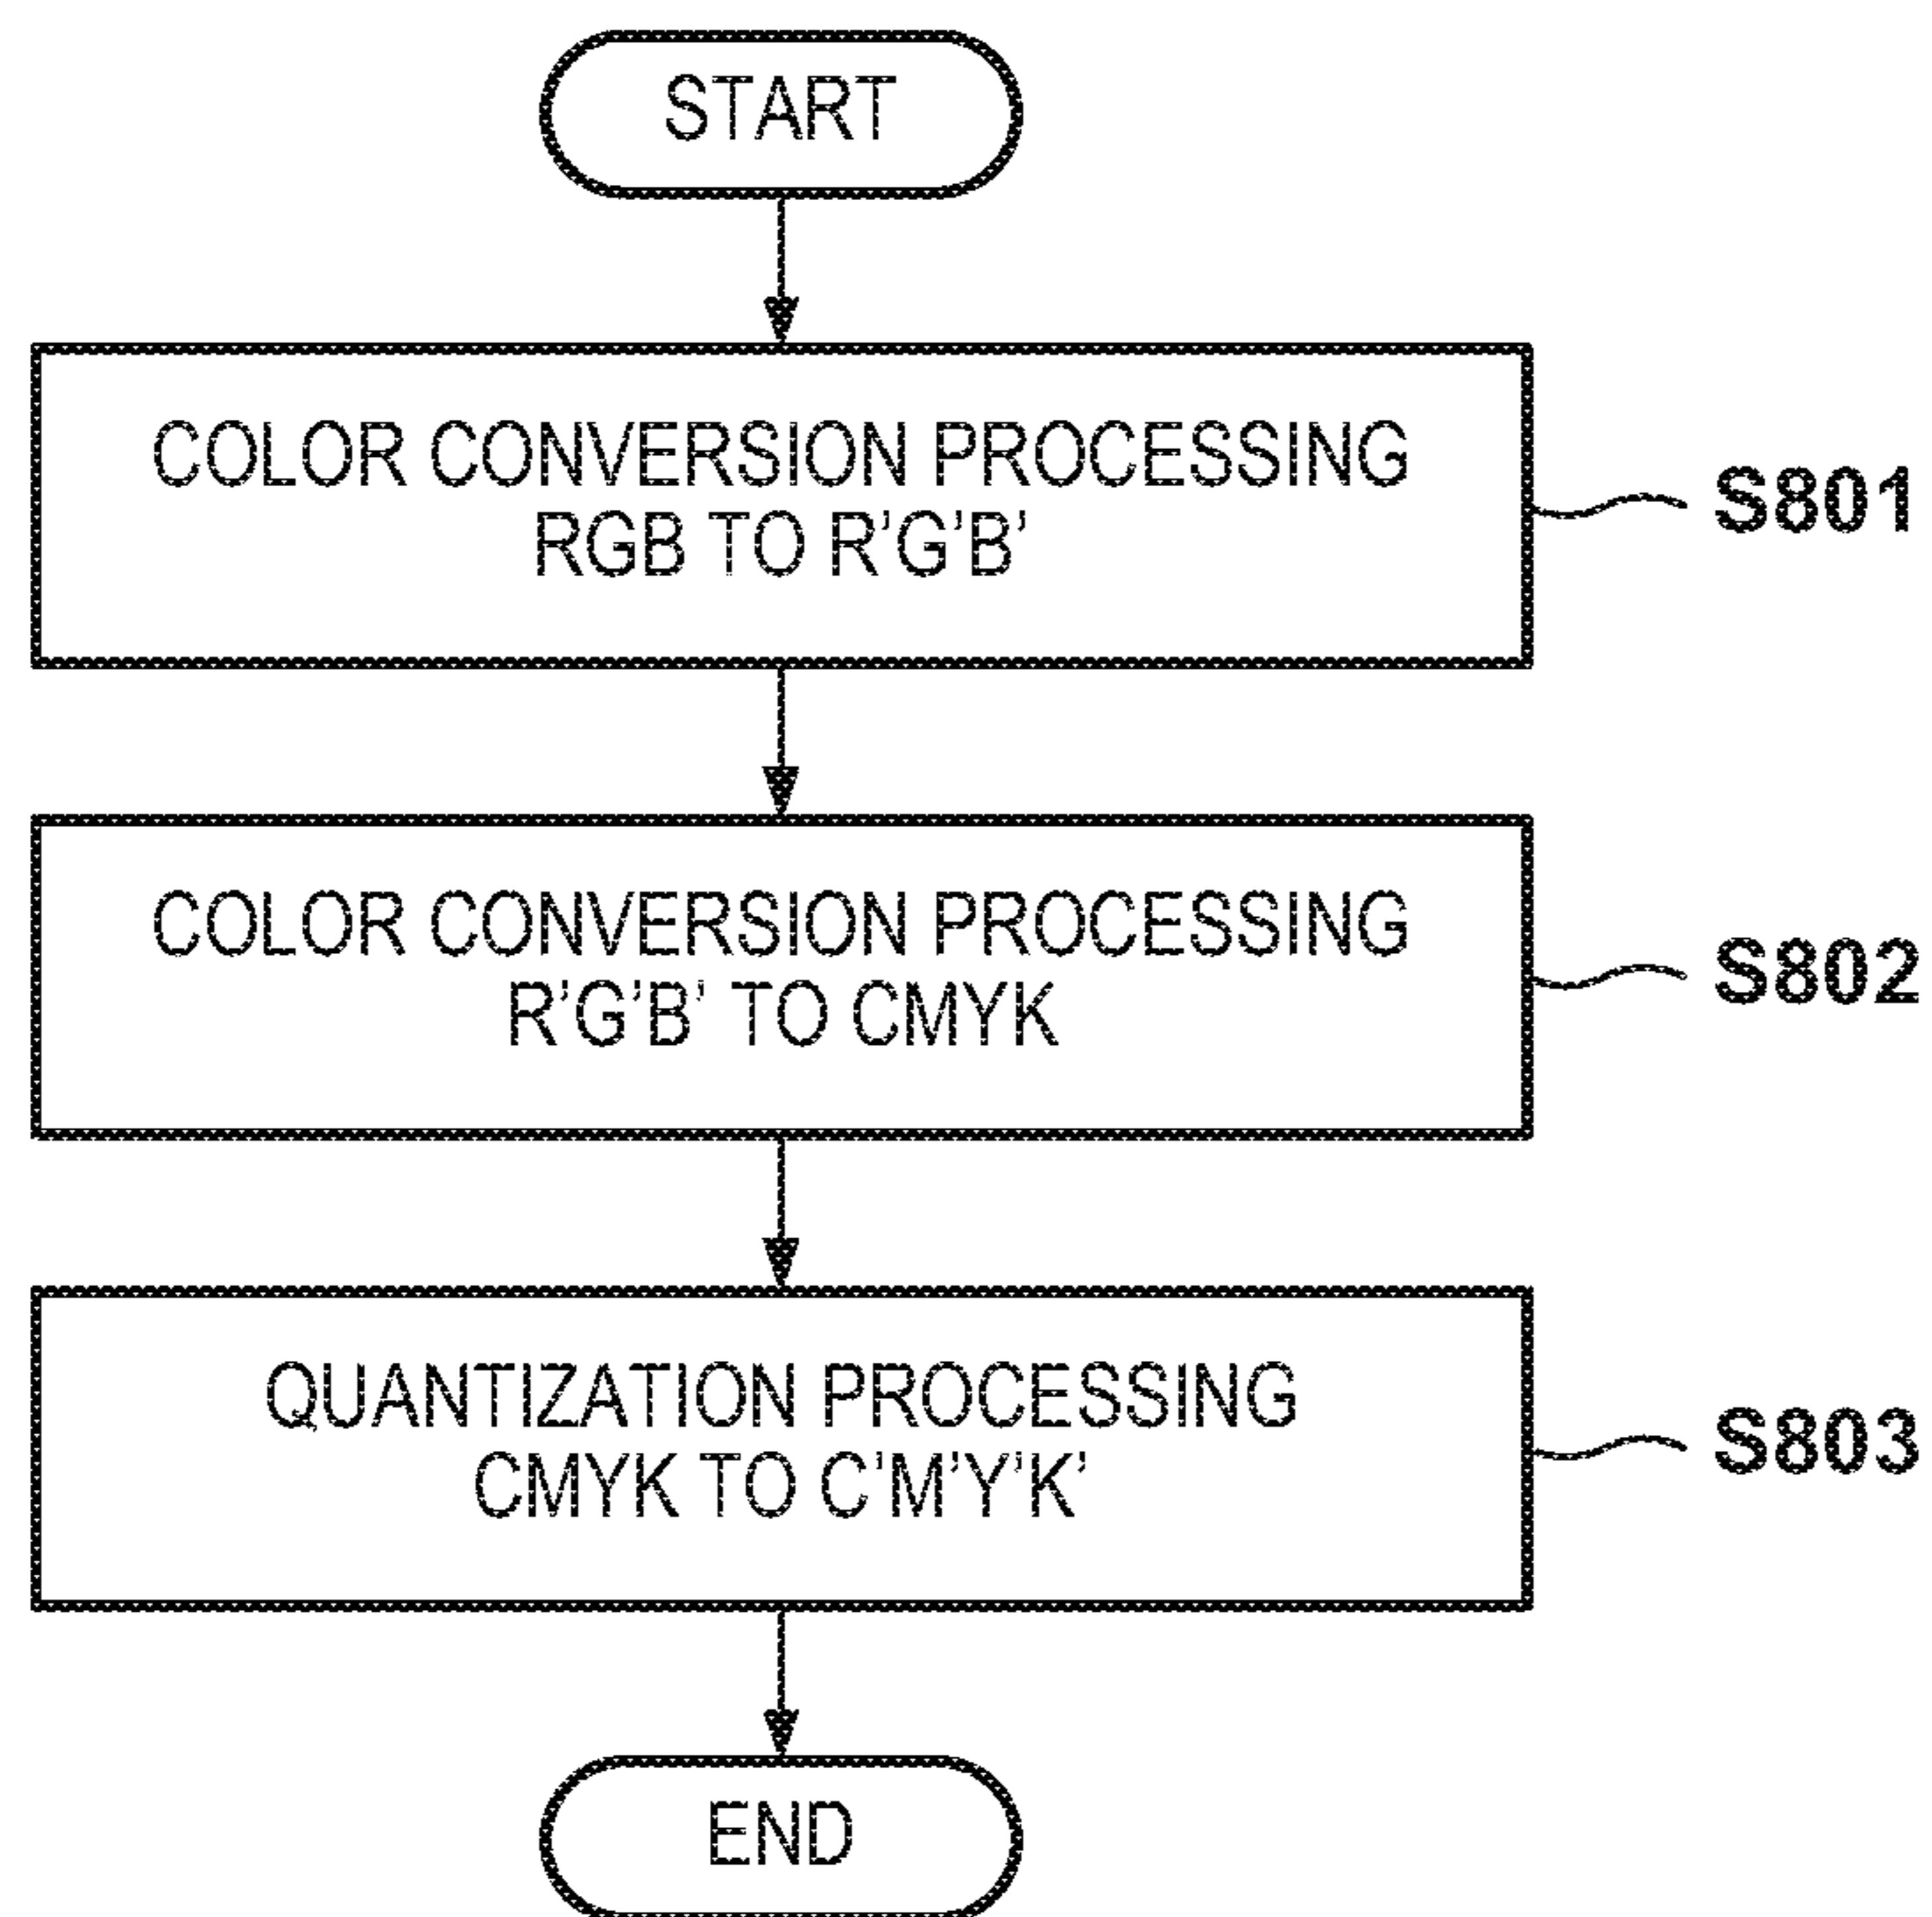 START
COLOR CONVERSION PROCESSING
RGB TO R'G'B'
S801
COLOR CONVERSION PROCESSING
R'G'B' TO CMYK
S802
QUANTIZATION PROCESSING
CMYK TO C'M'Y'K'
S803
END